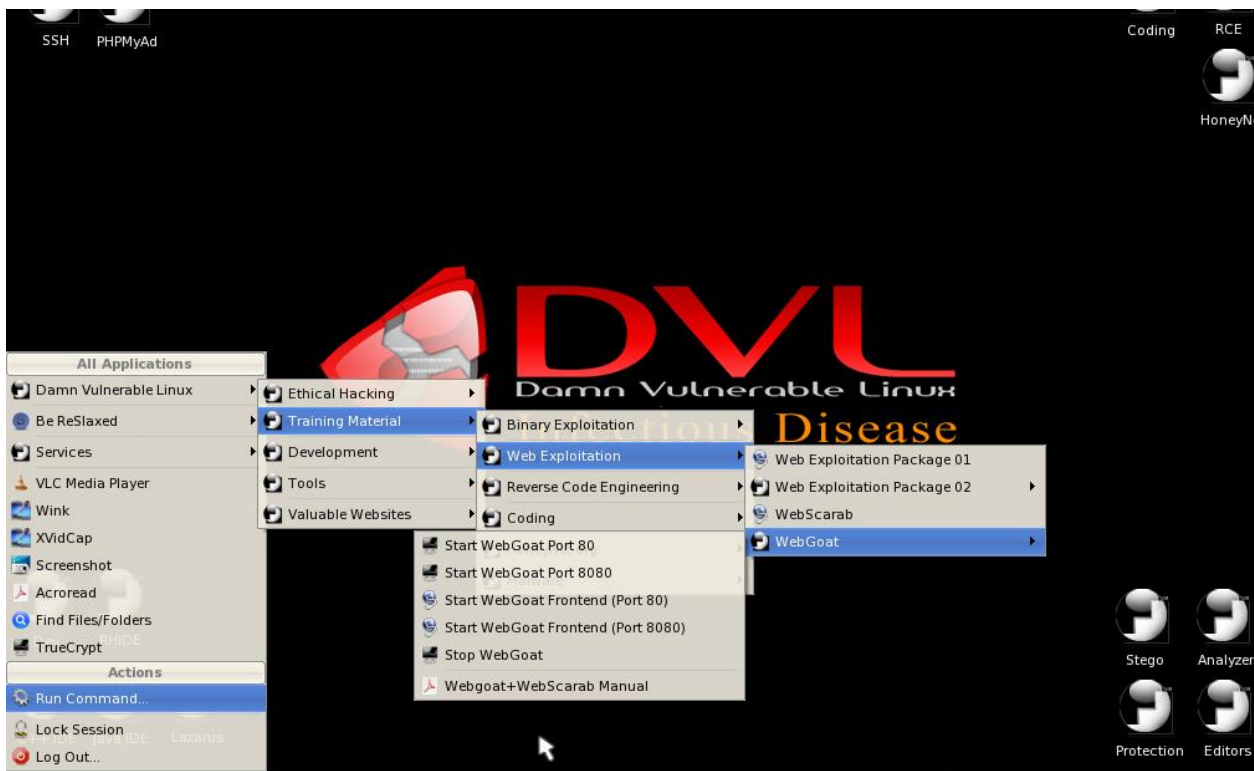 SSH
PHPMyAd
Coding
RCE
HoneyN
DVL
Damn Vulnerable Linux
Disease
All Applications
Damn Vulnerable Linux
Be ReSlaxed
Services
VLC Media Player
Wink
XVidCap
Screenshot
Acroread
Find Files/Folders
TrueCrypt
Actions
Run Command...
Lock Session
Log Out...
Ethical Hacking
Training Material
Development
Tools
Valuable Websites
Binary Exploitation
Web Exploitation
Reverse Code Engineering
Coding
Web Exploitation Package 01
Web Exploitation Package 02
WebScarab
WebGoat
Start WebGoat Port 80
Start WebGoat Port 8080
Start WebGoat Frontend (Port 80)
Start WebGoat Frontend (Port 8080)
Stop WebGoat
Webgoat+WebScarab Manual
Lazarus
Stego
Analyzer
Protection
Editors